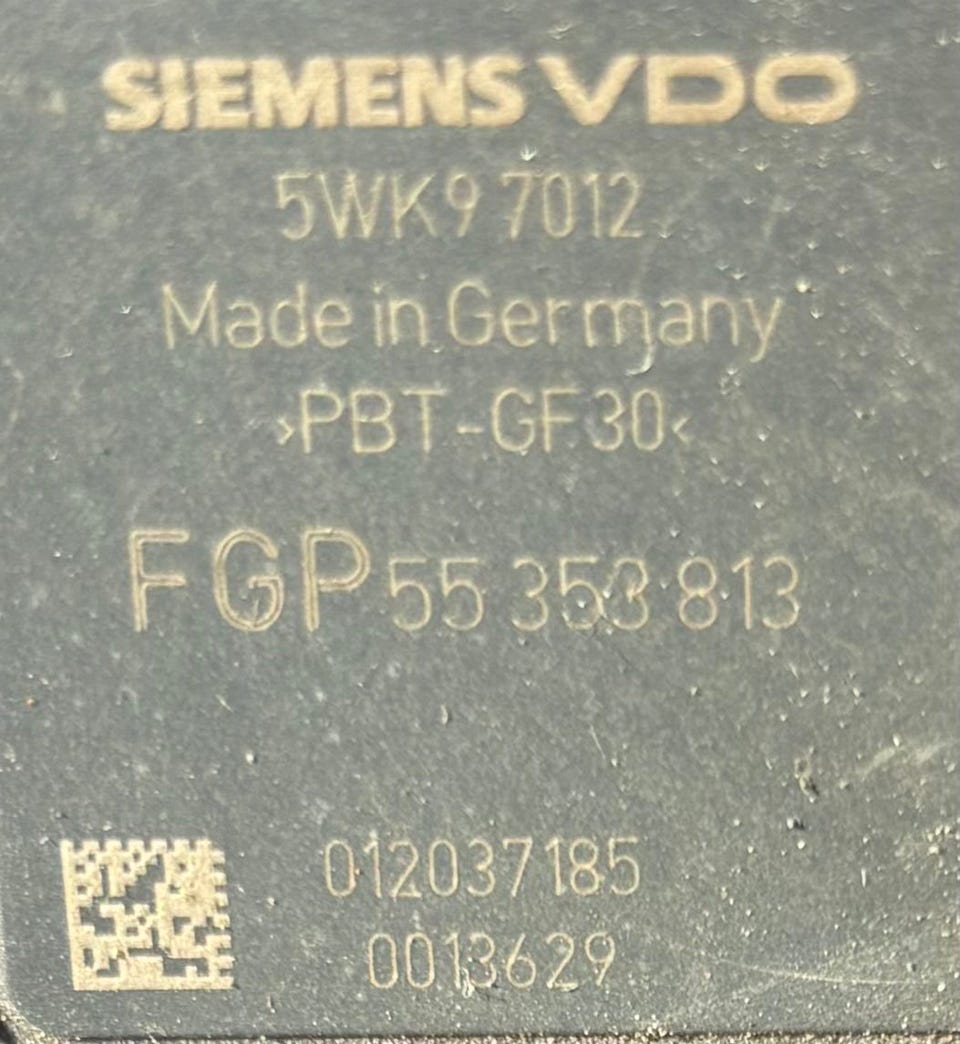 SIEMENS VDO
5WK9 7012
Made in Germany
>PBT-GF30<
FGP 55 353 813
012037185
0013629